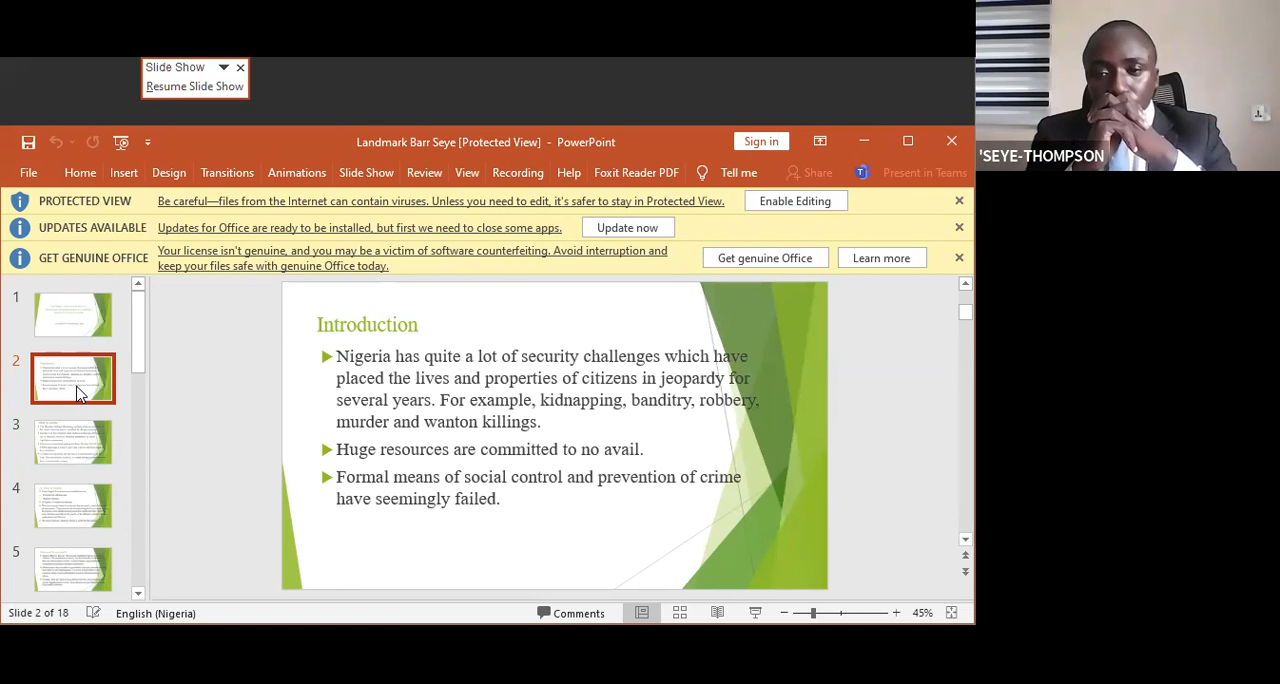 Slide Show
Resume Slide Show
Landmark Barr Seye [Protected View] - PowerPoint
Sign in
File Home Insert Design Transitions Animations Slide Show Review View Recording Help Foxit Reader PDF Tell me Share Present in Teams
PROTECTED VIEW Be careful—files from the Internet can contain viruses. Unless you need to edit, it's safer to stay in Protected View. Enable Editing
UPDATES AVAILABLE Updates for Office are ready to be installed, but first we need to close some apps. Update now
GET GENUINE OFFICE Your license isn't genuine, and you may be a victim of software counterfeiting. Avoid interruption and
keep your files safe with genuine Office today. Get genuine Office Learn more
1
2
3
4
5
Introduction
Nigeria has quite a lot of security challenges which have
placed the lives and properties of citizens in jeopardy for
several years. For example, kidnapping, banditry, robbery,
murder and wanton killings.
Huge resources are committed to no avail.
Formal means of social control and prevention of crime
have seemingly failed.
Slide 2 of 18 English (Nigeria) Comments 45%
'SEYE-THOMPSON